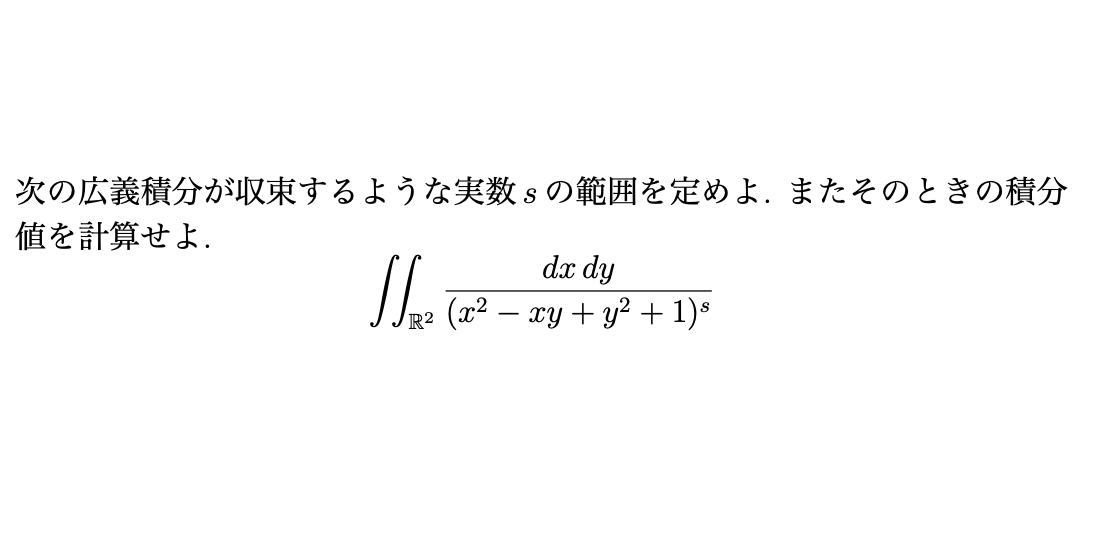 次の広義積分が収束するような実数 s の範囲を定めよ. またそのときの積分
値を計算せよ.
∬_{ℝ²} \frac{dx dy}{(x² − xy + y² + 1)^s}